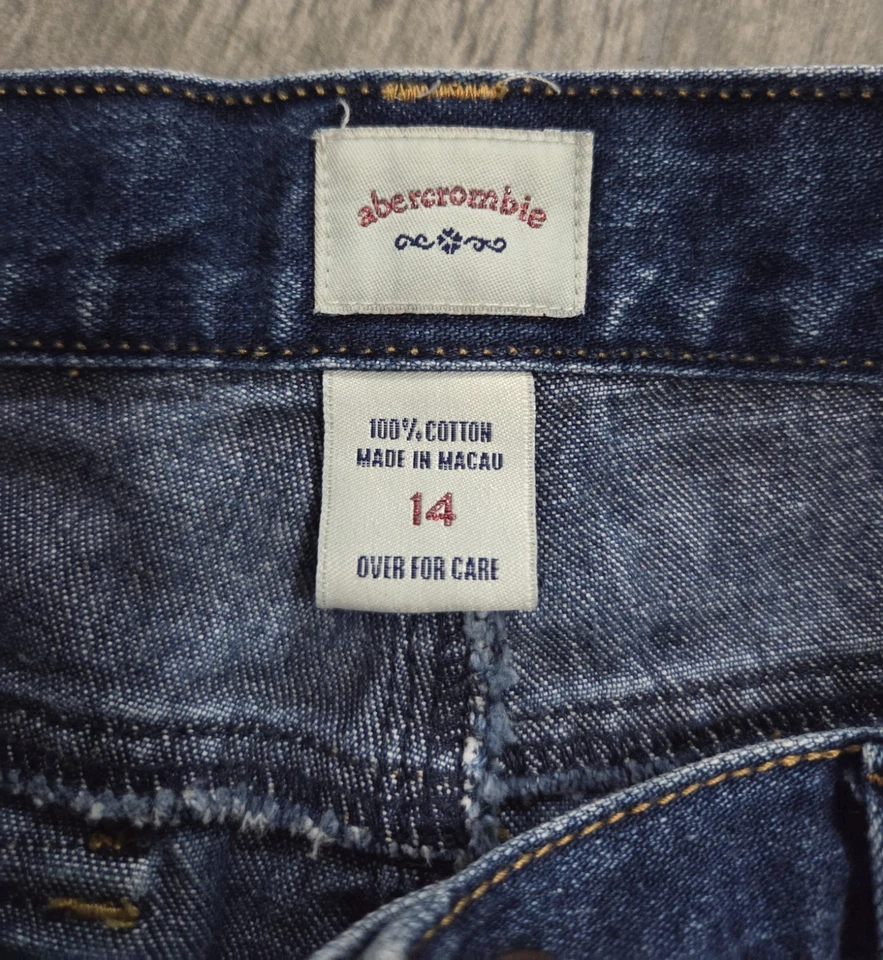 abercrombie
100% COTTON
MADE IN MACAU
14
OVER FOR CARE